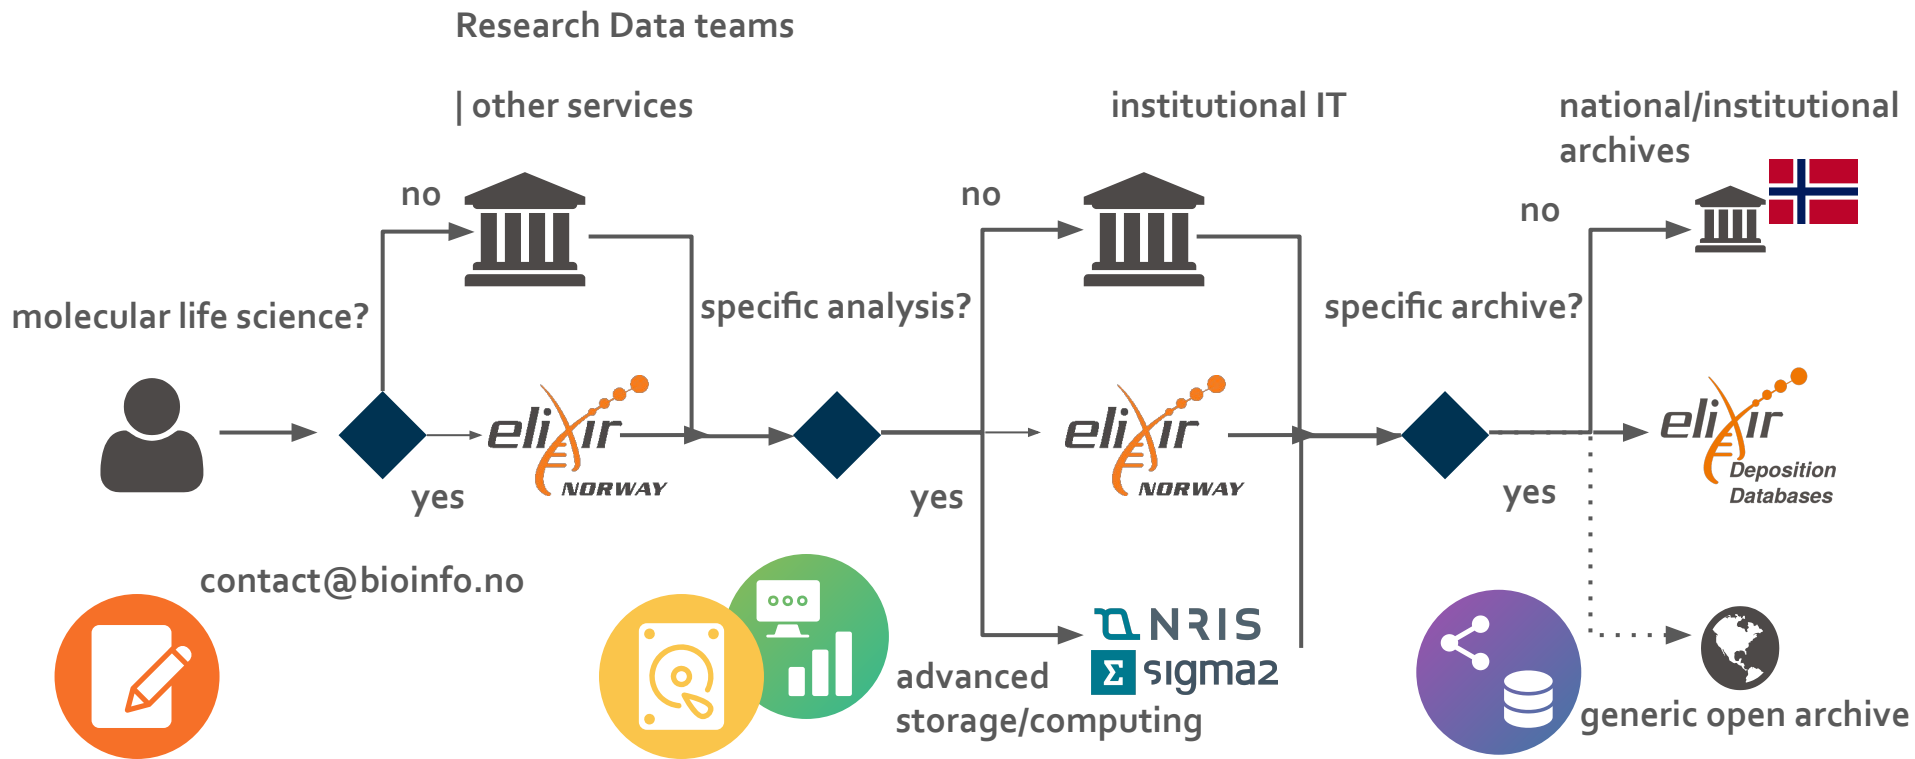 Research Data teams
| other services
institutional IT
national/institutional
archives
no
no
no
molecular life science?
specific analysis?
specific archive?
elixir
NORWAY
elixir
NORWAY
elixir
Deposition
Databases
yes
yes
yes
contact@bioinfo.no
NRIS
Σ sigma2
advanced
storage/computing
generic open archive